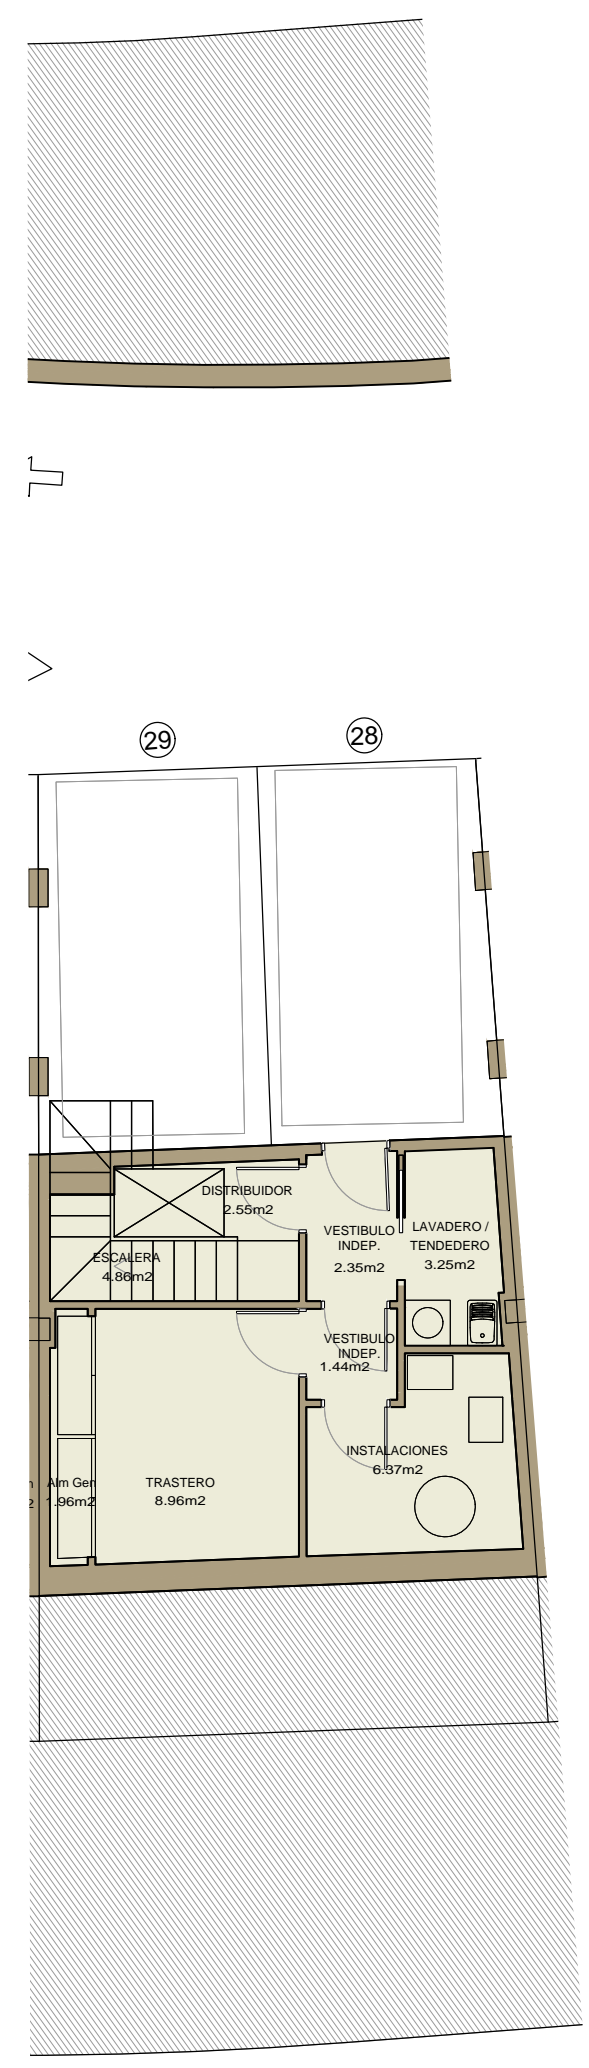 29
28
DISTRIBUIDOR
2.55m2
VESTIBULO
INDEP.
2.35m2
LAVADERO /
TENDEDERO
3.25m2
ESCALERA
4.86m2
VESTIBULO
INDEP.
1.44m2
INSTALACIONES
6.37m2
Alm Gen
1.96m2
TRASTERO
8.96m2